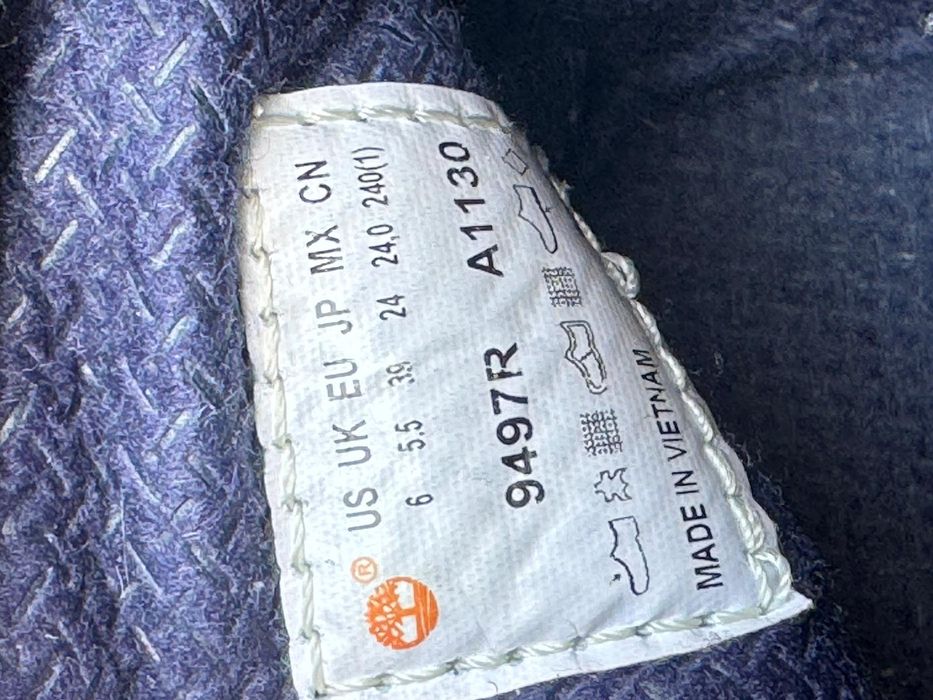 ® US UK EU JP MX CN
6 5.5 39 24 24,0 240(1)
9497R A1130
MADE IN VIETNAM